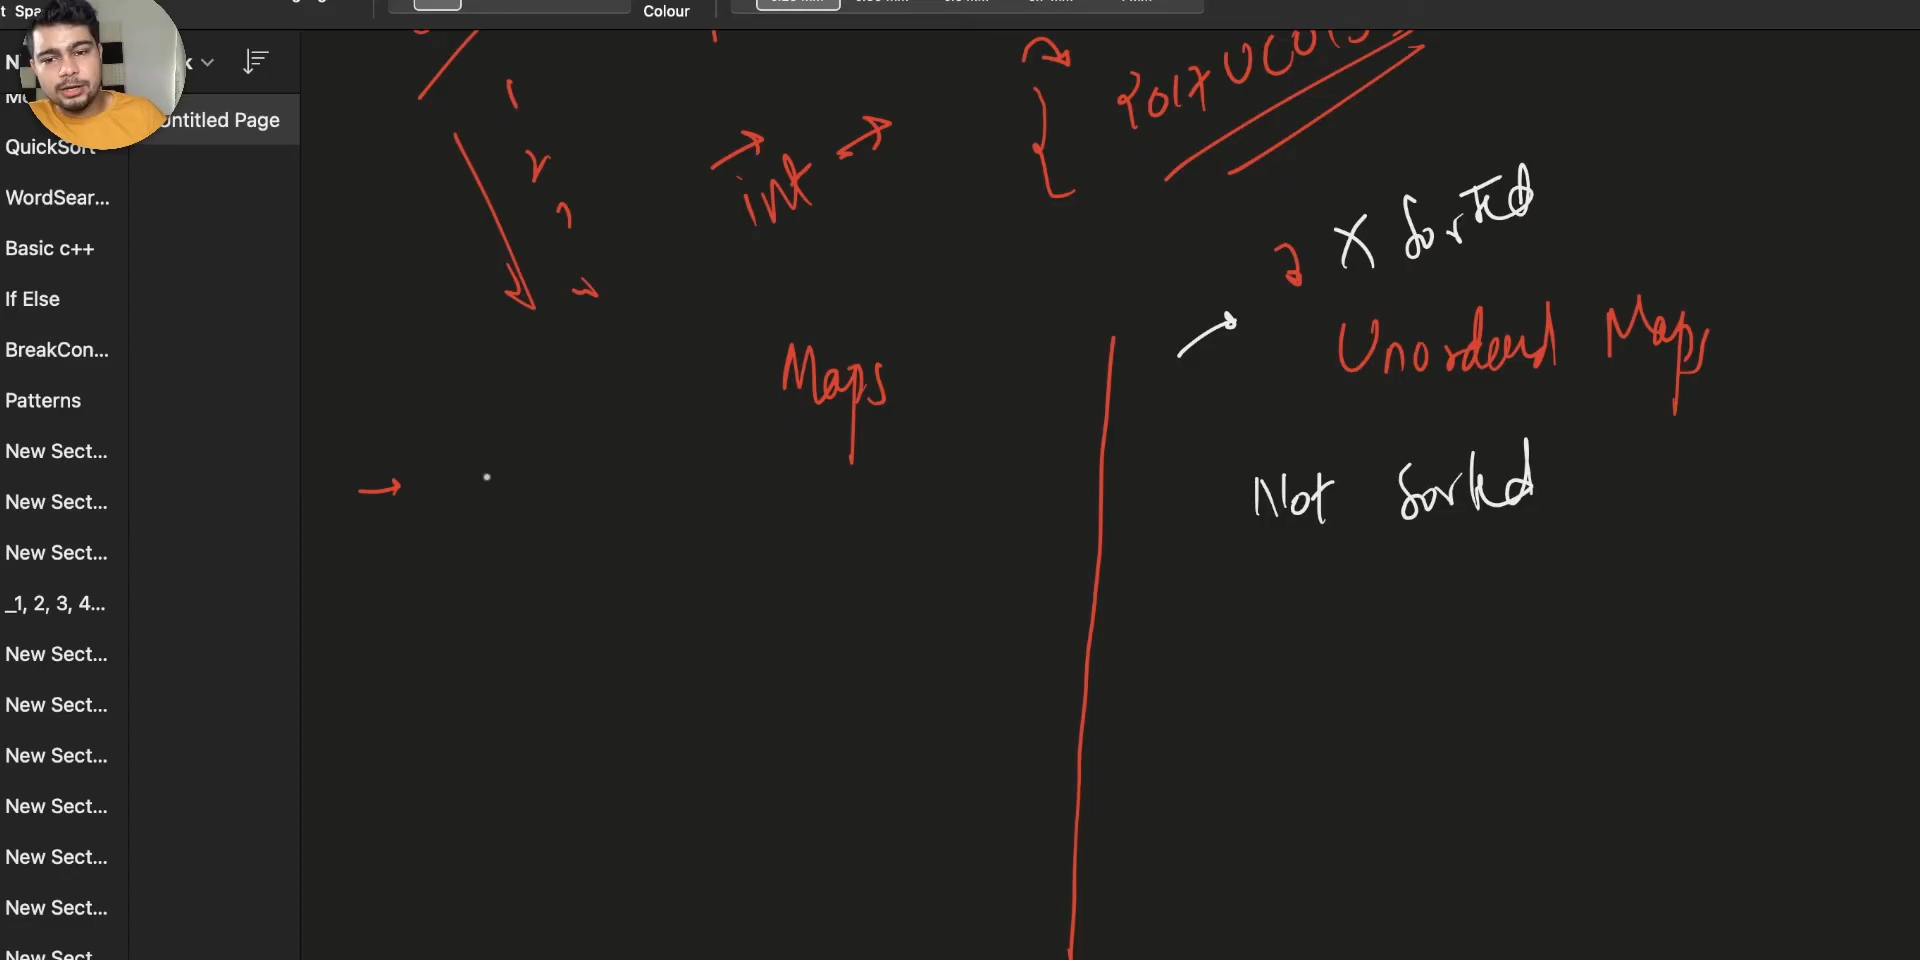 Colour
Untitled Page
QuickSort
WordSear...
Basic c++
If Else
BreakCon...
Patterns
New Sect...
New Sect...
New Sect...
_1, 2, 3, 4...
New Sect...
New Sect...
New Sect...
New Sect...
New Sect...
New Sect...
New Sect
int
X Sorted
Unordered Maps
Maps
Not Sorted